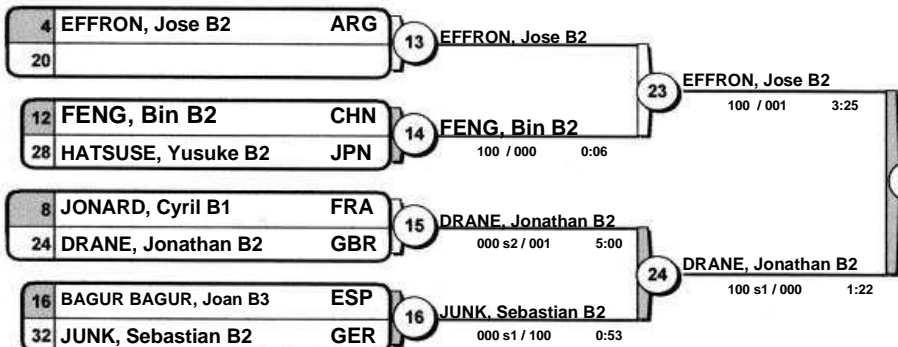 4 EFFRON, Jose B2 ARG
20
13 EFFRON, Jose B2
12 FENG, Bin B2 CHN
28 HATSUSE, Yusuke B2 JPN
14 FENG, Bin B2
100 / 000 0:06
23 EFFRON, Jose B2
100 / 001 3:25
8 JONARD, Cyril B1 FRA
24 DRANE, Jonathan B2 GBR
15 DRANE, Jonathan B2
000 s2 / 001 5:00
16 BAGUR BAGUR, Joan B3 ESP
32 JUNK, Sebastian B2 GER
16 JUNK, Sebastian B2
000 s1 / 100 0:53
24 DRANE, Jonathan B2
100 s1 / 000 1:22